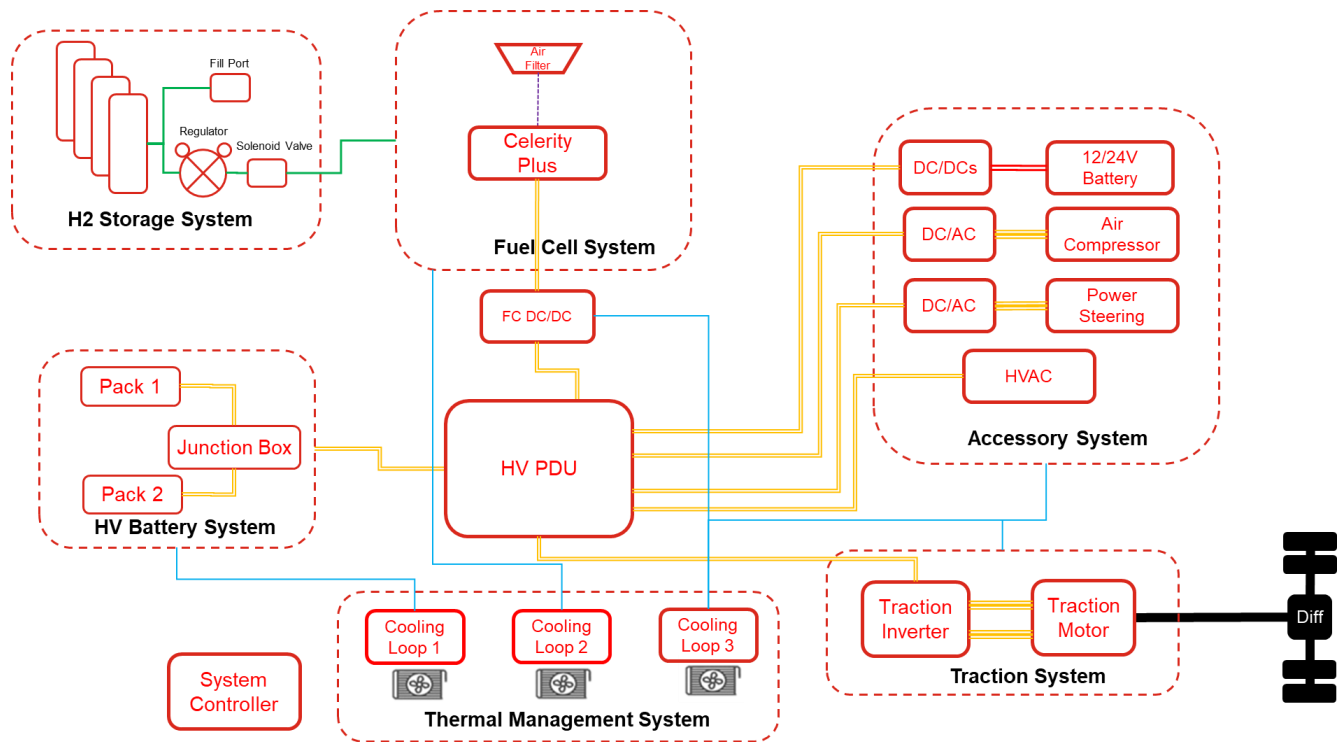 Fill Port
Regulator
Solenoid Valve
H2 Storage System
Air
Filter
Celerity
Plus
Fuel Cell System
FC DC/DC
DC/DCs
12/24V
Battery
DC/AC
Air
Compressor
DC/AC
Power
Steering
HVAC
Accessory System
Pack 1
Junction Box
Pack 2
HV Battery System
HV PDU
Cooling
Loop 1
Cooling
Loop 2
Cooling
Loop 3
Thermal Management System
System
Controller
Traction
Inverter
Traction
Motor
Traction System
Diff